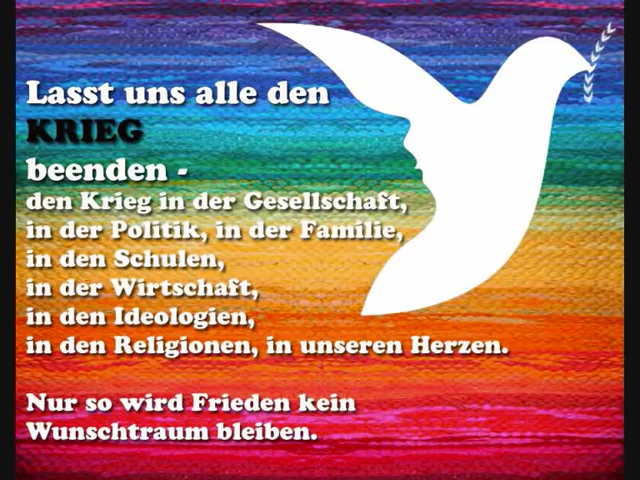 Lasst uns alle den
KRIEG
beenden -
den Krieg in der Gesellschaft,
in der Politik, in der Familie,
in den Schulen,
in der Wirtschaft,
in den Ideologien,
in den Religionen, in unseren Herzen.
Nur so wird Frieden kein
Wunschtraum bleiben.